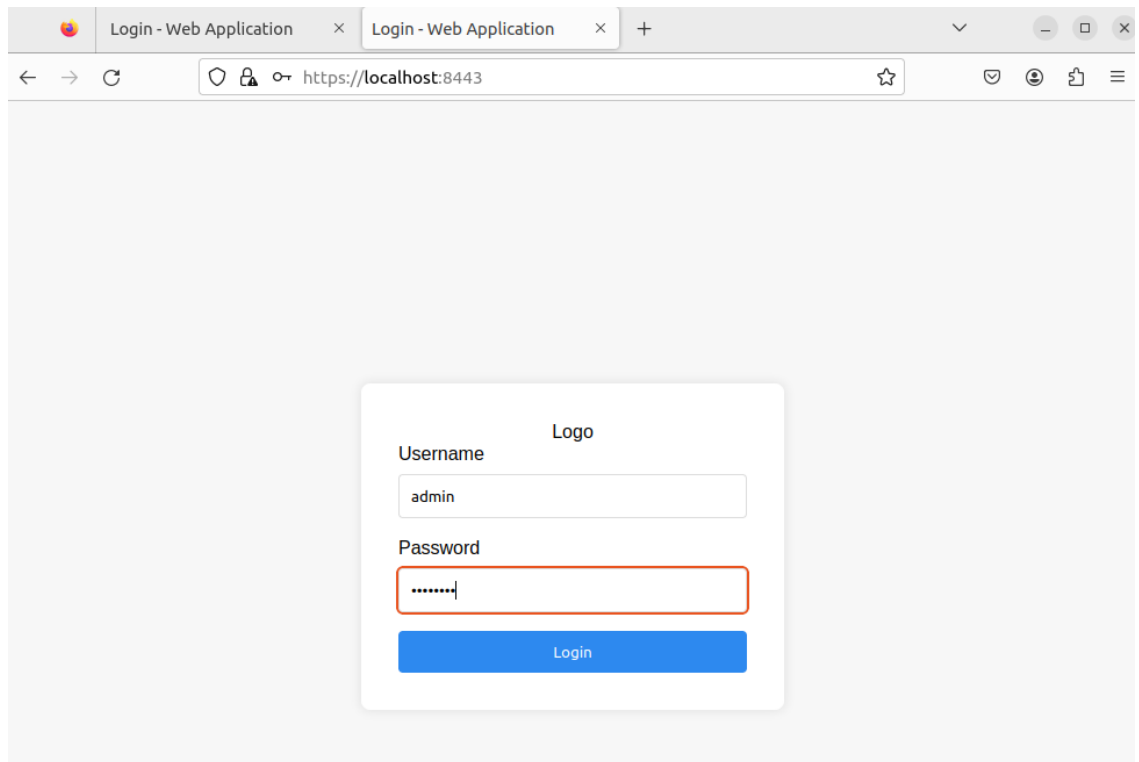 Login - Web Application Login - Web Application
https://localhost:8443
Logo
Username
admin
Password
••••••••
Login